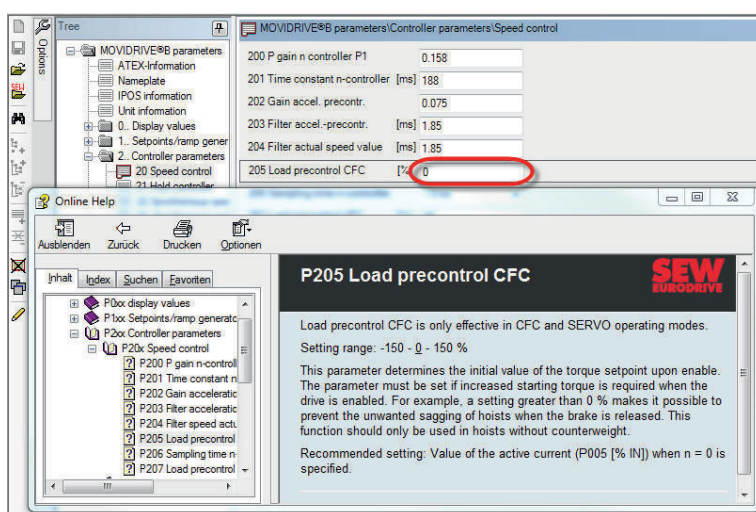 Options
Tree
MOVIDRIVE®B parameters
ATEX-Information
Nameplate
IPOS information
Unit information
0.. Display values
1.. Setpoints/ramp gener
2.. Controller parameters
20 Speed control
21 Hold controller
MOVIDRIVE®B parameters\Controller parameters\Speed control
200 P gain n controller P1 0.158
201 Time constant n-controller [ms] 188
202 Gain accel. precontr. 0.075
203 Filter accel.-precontr. [ms] 1.85
204 Filter actual speed value [ms] 1.85
205 Load precontrol CFC [% 0
Online Help
Ausblenden Zurück Drucken Optionen
Inhalt Index Suchen Favoriten
P0xx display values
P1xx Setpoints/ramp generatc
P2xx Controller parameters
P20x Speed control
P200 P gain n-controll
P201 Time constant n
P202 Gain acceleratic
P203 Filter acceleratic
P204 Filter speed actu
P205 Load precontrol
P206 Sampling time n-
P207 Load precontrol
P205 Load precontrol CFC
SEW
EURODRIVE
Load precontrol CFC is only effective in CFC and SERVO operating modes.
Setting range: -150 - 0 - 150 %
This parameter determines the initial value of the torque setpoint upon enable.
The parameter must be set if increased starting torque is required when the
drive is enabled. For example, a setting greater than 0 % makes it possible to
prevent the unwanted sagging of hoists when the brake is released. This
function should only be used in hoists without counterweight.
Recommended setting: Value of the active current (P005 [% IN]) when n = 0 is
specified.